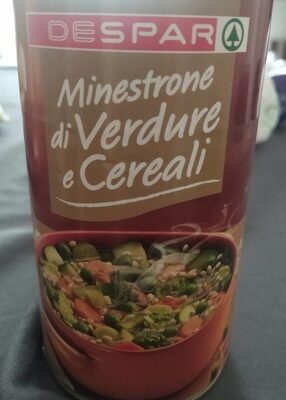 DESPAR
Minestrone
di Verdure
e Cereali